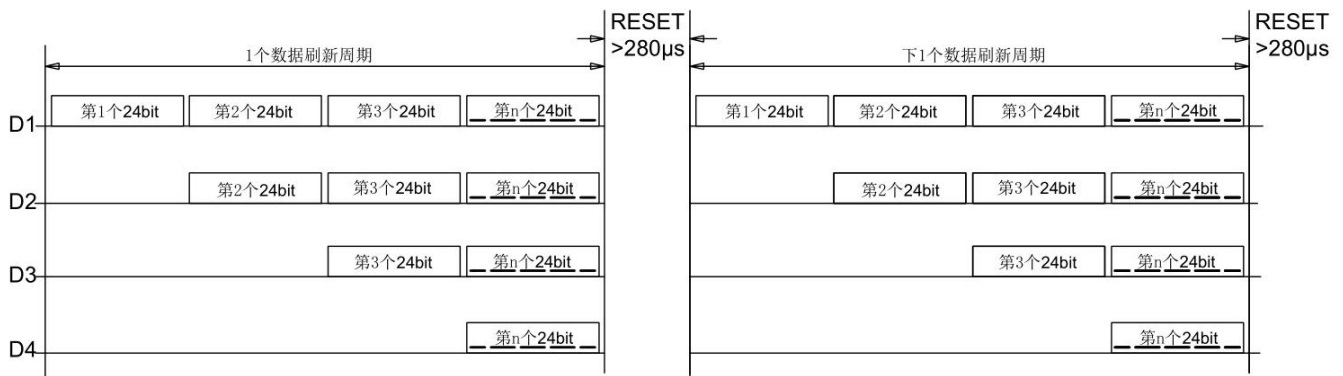 RESET
>280μs
RESET
>280μs
1个数据刷新周期
下1个数据刷新周期
D1
第1个24bit
第2个24bit
第3个24bit
第n个24bit
第1个24bit
第2个24bit
第3个24bit
第n个24bit
D2
第2个24bit
第3个24bit
第n个24bit
第2个24bit
第3个24bit
第n个24bit
D3
第3个24bit
第n个24bit
第3个24bit
第n个24bit
D4
第n个24bit
第n个24bit